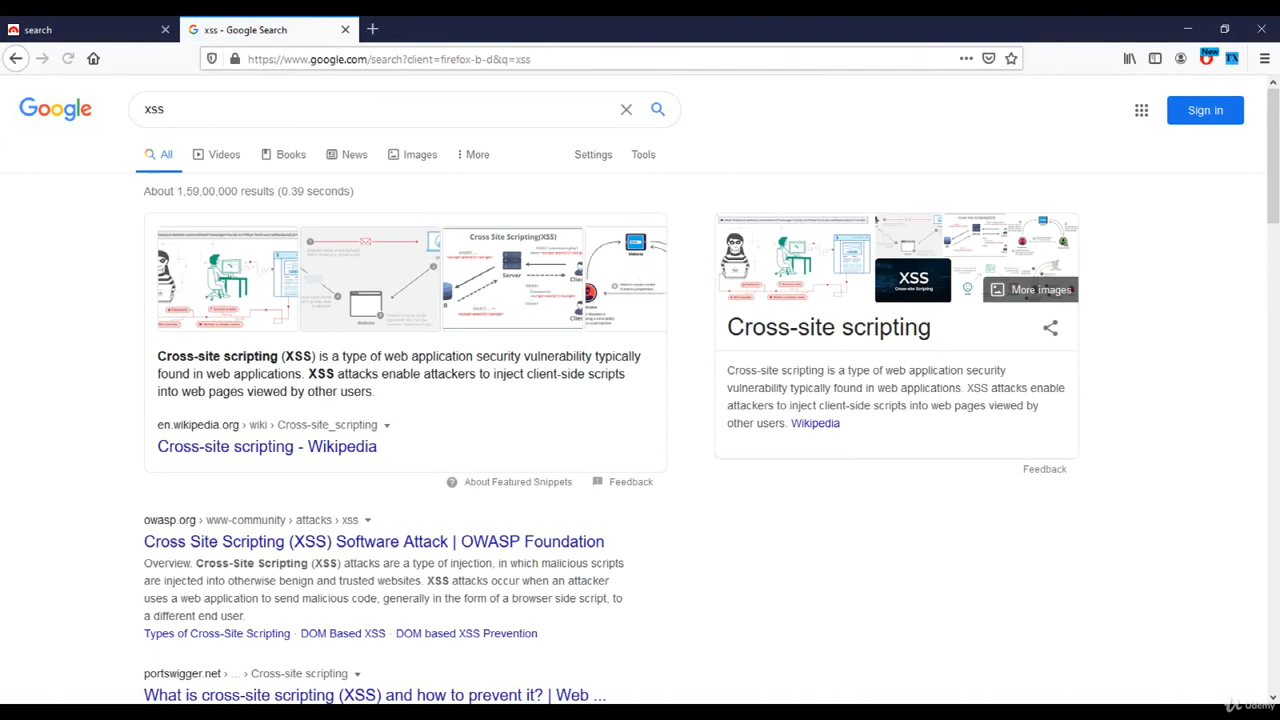 search
xss - Google Search
https://www.google.com/search?client=firefox-b-d&q=xss
New
TX
Google
xss
Sign in
All
Videos
Books
News
Images
More
Settings
Tools
About 1,59,00,000 results (0.39 seconds)
Cross Site Scripting(XSS)
Server
Website
Website
XSS
Cross-site Scripting
More images
Cross-site scripting
Cross-site scripting (XSS) is a type of web application security vulnerability typically
found in web applications. XSS attacks enable attackers to inject client-side scripts
into web pages viewed by other users.
en.wikipedia.org › wiki › Cross-site_scripting
Cross-site scripting - Wikipedia
About Featured Snippets
Feedback
Cross-site scripting is a type of web application security
vulnerability typically found in web applications. XSS attacks enable
attackers to inject client-side scripts into web pages viewed by
other users. Wikipedia
Feedback
owasp.org › www-community › attacks › xss
Cross Site Scripting (XSS) Software Attack | OWASP Foundation
Overview. Cross-Site Scripting (XSS) attacks are a type of injection, in which malicious scripts
are injected into otherwise benign and trusted websites. XSS attacks occur when an attacker
uses a web application to send malicious code, generally in the form of a browser side script, to
a different end user.
Types of Cross-Site Scripting · DOM Based XSS · DOM based XSS Prevention
portswigger.net › ... › Cross-site scripting
What is cross-site scripting (XSS) and how to prevent it? | Web ...
Udemy